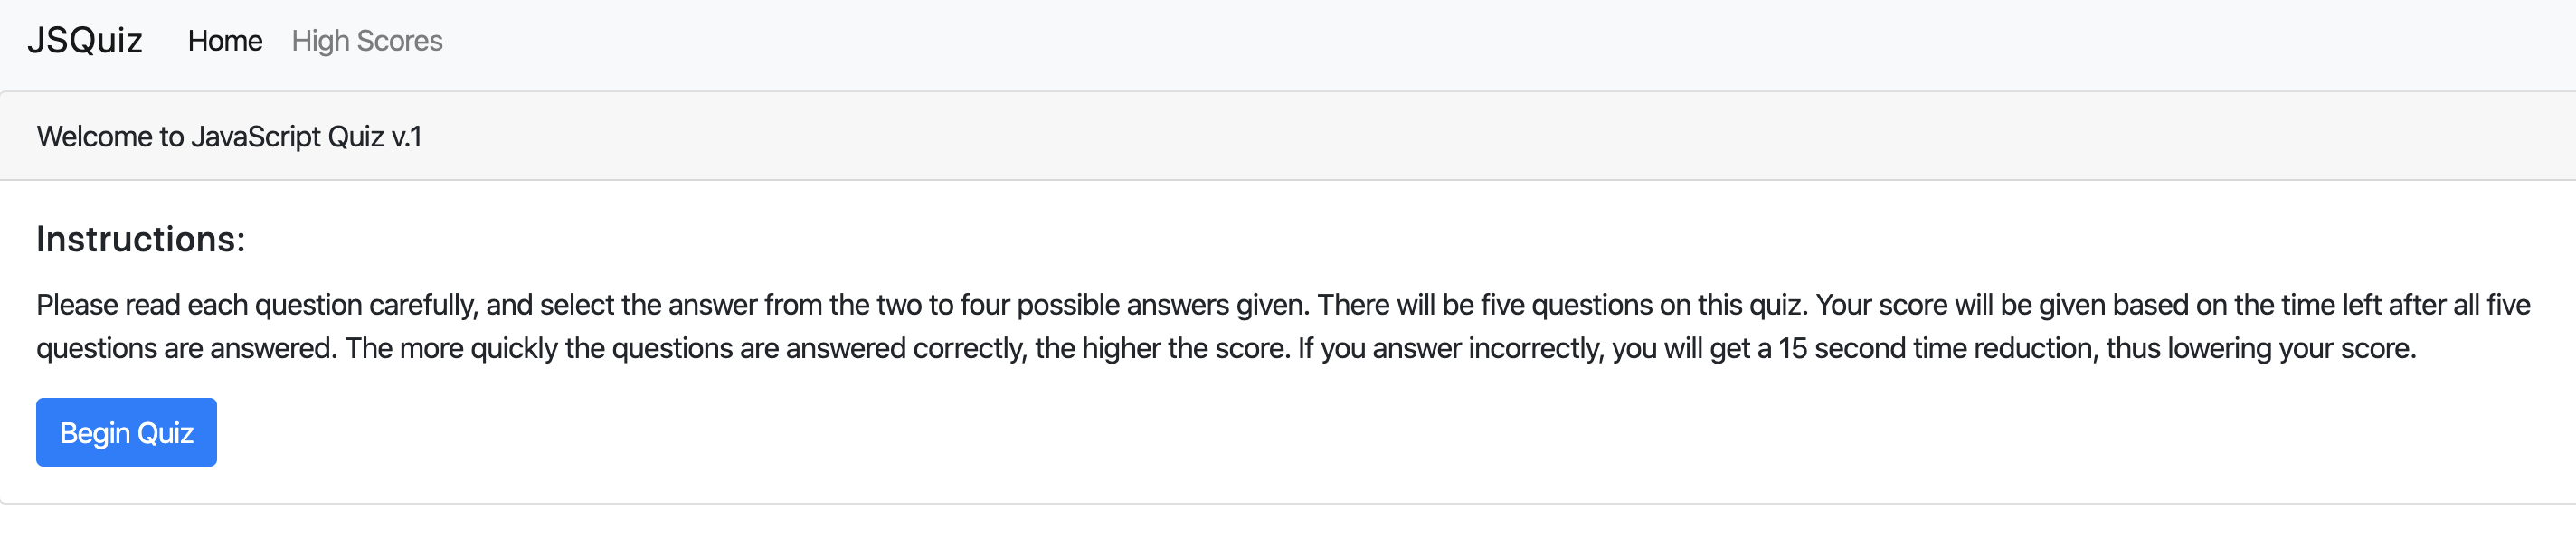 JSQuiz Home High Scores
Welcome to JavaScript Quiz v.1
Instructions:
Please read each question carefully, and select the answer from the two to four possible answers given. There will be five questions on this quiz. Your score will be given based on the time left after all five
questions are answered. The more quickly the questions are answered correctly, the higher the score. If you answer incorrectly, you will get a 15 second time reduction, thus lowering your score.
Begin Quiz